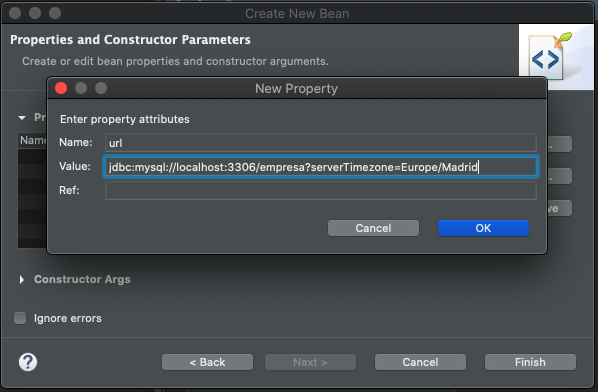 Create New Bean
Properties and Constructor Parameters
Create or edit bean properties and constructor arguments.
New Property
Enter property attributes
Name: url
Value: jdbc:mysql://localhost:3306/empresa?serverTimezone=Europe/Madrid
Ref:
Name
Constructor Args
Ignore errors
?
< Back
Next >
Cancel
Finish
Cancel
OK